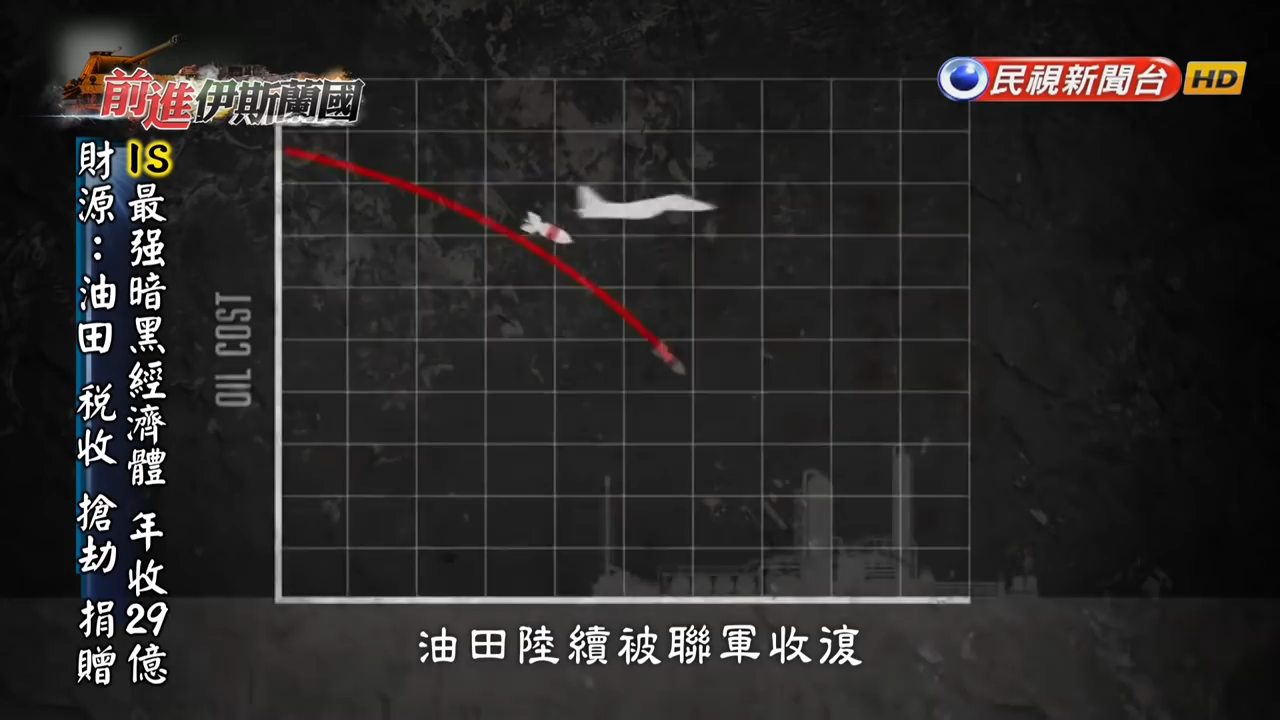 前進伊斯蘭國
民視新聞台 HD
IS最強暗黑經濟體 年收29億
財源:油田 税收 搶劫 捐贈
OIL COST
油田陸續被聯軍收復